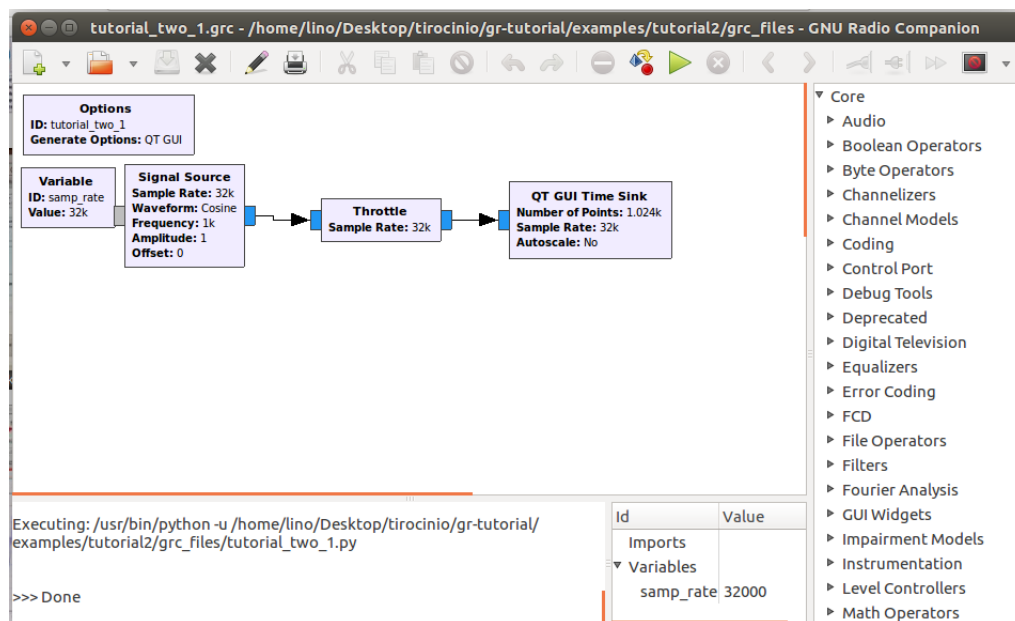 tutorial_two_1.grc - /home/lino/Desktop/tirocinio/gr-tutorial/examples/tutorial2/grc_files - GNU Radio Companion
Options
ID: tutorial_two_1
Generate Options: QT GUI
Variable
ID: samp_rate
Value: 32k
Signal Source
Sample Rate: 32k
Waveform: Cosine
Frequency: 1k
Amplitude: 1
Offset: 0
Throttle
Sample Rate: 32k
QT GUI Time Sink
Number of Points: 1.024k
Sample Rate: 32k
Autoscale: No
Core
Audio
Boolean Operators
Byte Operators
Channelizers
Channel Models
Coding
Control Port
Debug Tools
Deprecated
Digital Television
Equalizers
Error Coding
FCD
File Operators
Filters
Fourier Analysis
GUI Widgets
Impairment Models
Instrumentation
Level Controllers
Math Operators
Executing: /usr/bin/python -u /home/lino/Desktop/tirocinio/gr-tutorial/
examples/tutorial2/grc_files/tutorial_two_1.py
>>> Done
Id Value
Imports
Variables
samp_rate 32000